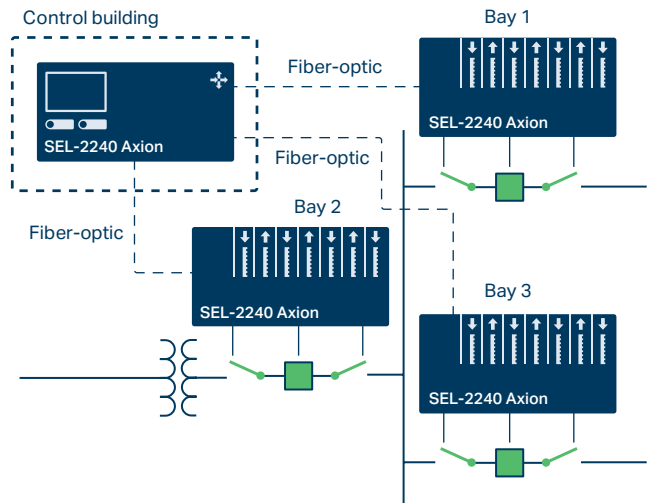 Control building
Bay 1
Fiber-optic
SEL-2240 Axion
SEL-2240 Axion
Fiber-optic
Bay 2
Fiber-optic
SEL-2240 Axion
Bay 3
SEL-2240 Axion